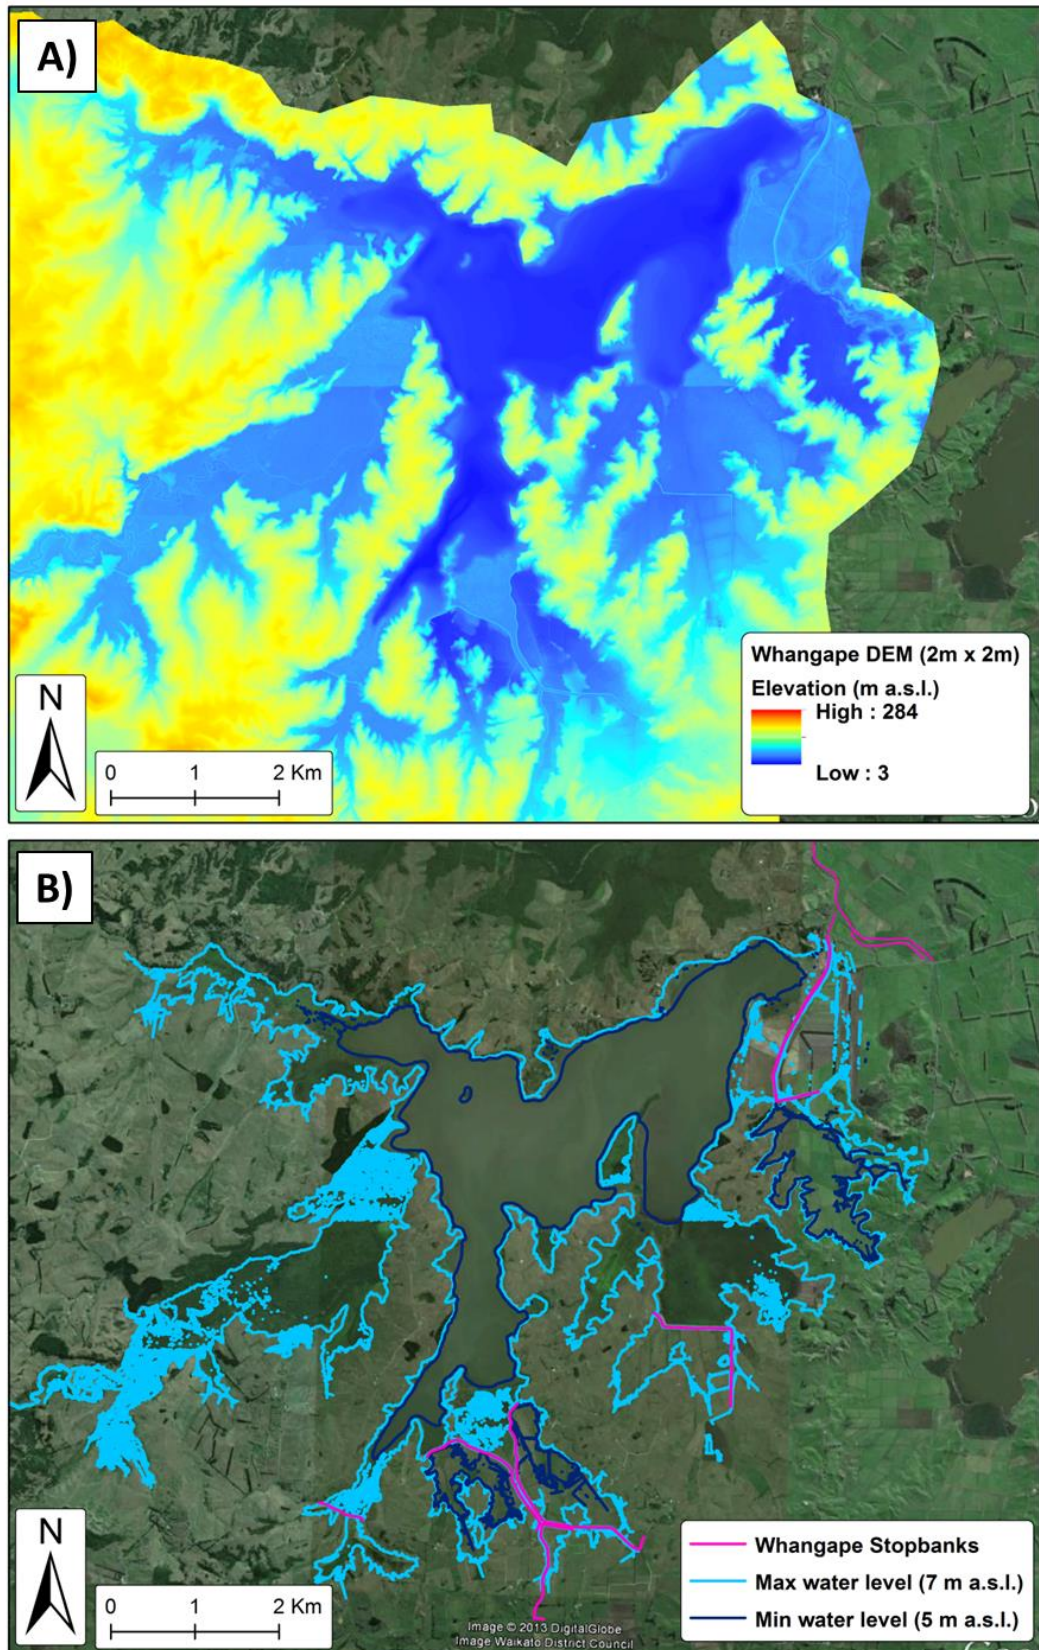 A)
Whangape DEM (2m x 2m)
Elevation (m a.s.l.)
High : 284
Low : 3
N
0 1 2 Km
B)
N
0 1 2 Km
Whangape Stopbanks
Max water level (7 m a.s.l.)
Min water level (5 m a.s.l.)
Image © 2013 DigitalGlobe
Image Waikato District Council